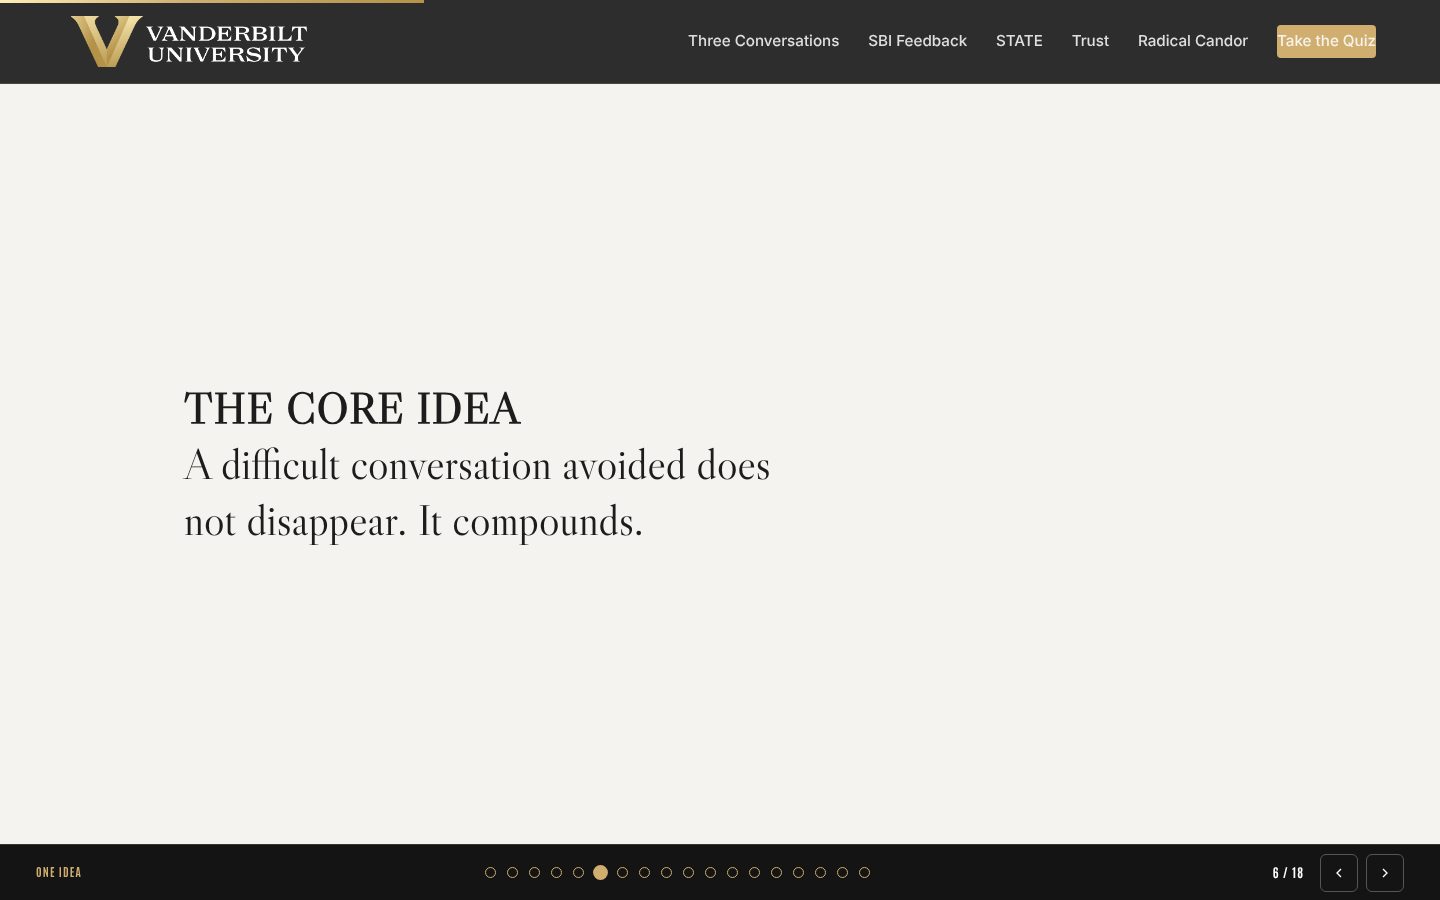 VANDERBILT
UNIVERSITY
Three Conversations
SBI Feedback
STATE
Trust
Radical Candor
Take the Quiz
THE CORE IDEA
A difficult conversation avoided does
not disappear. It compounds.
ONE IDEA
6 / 18